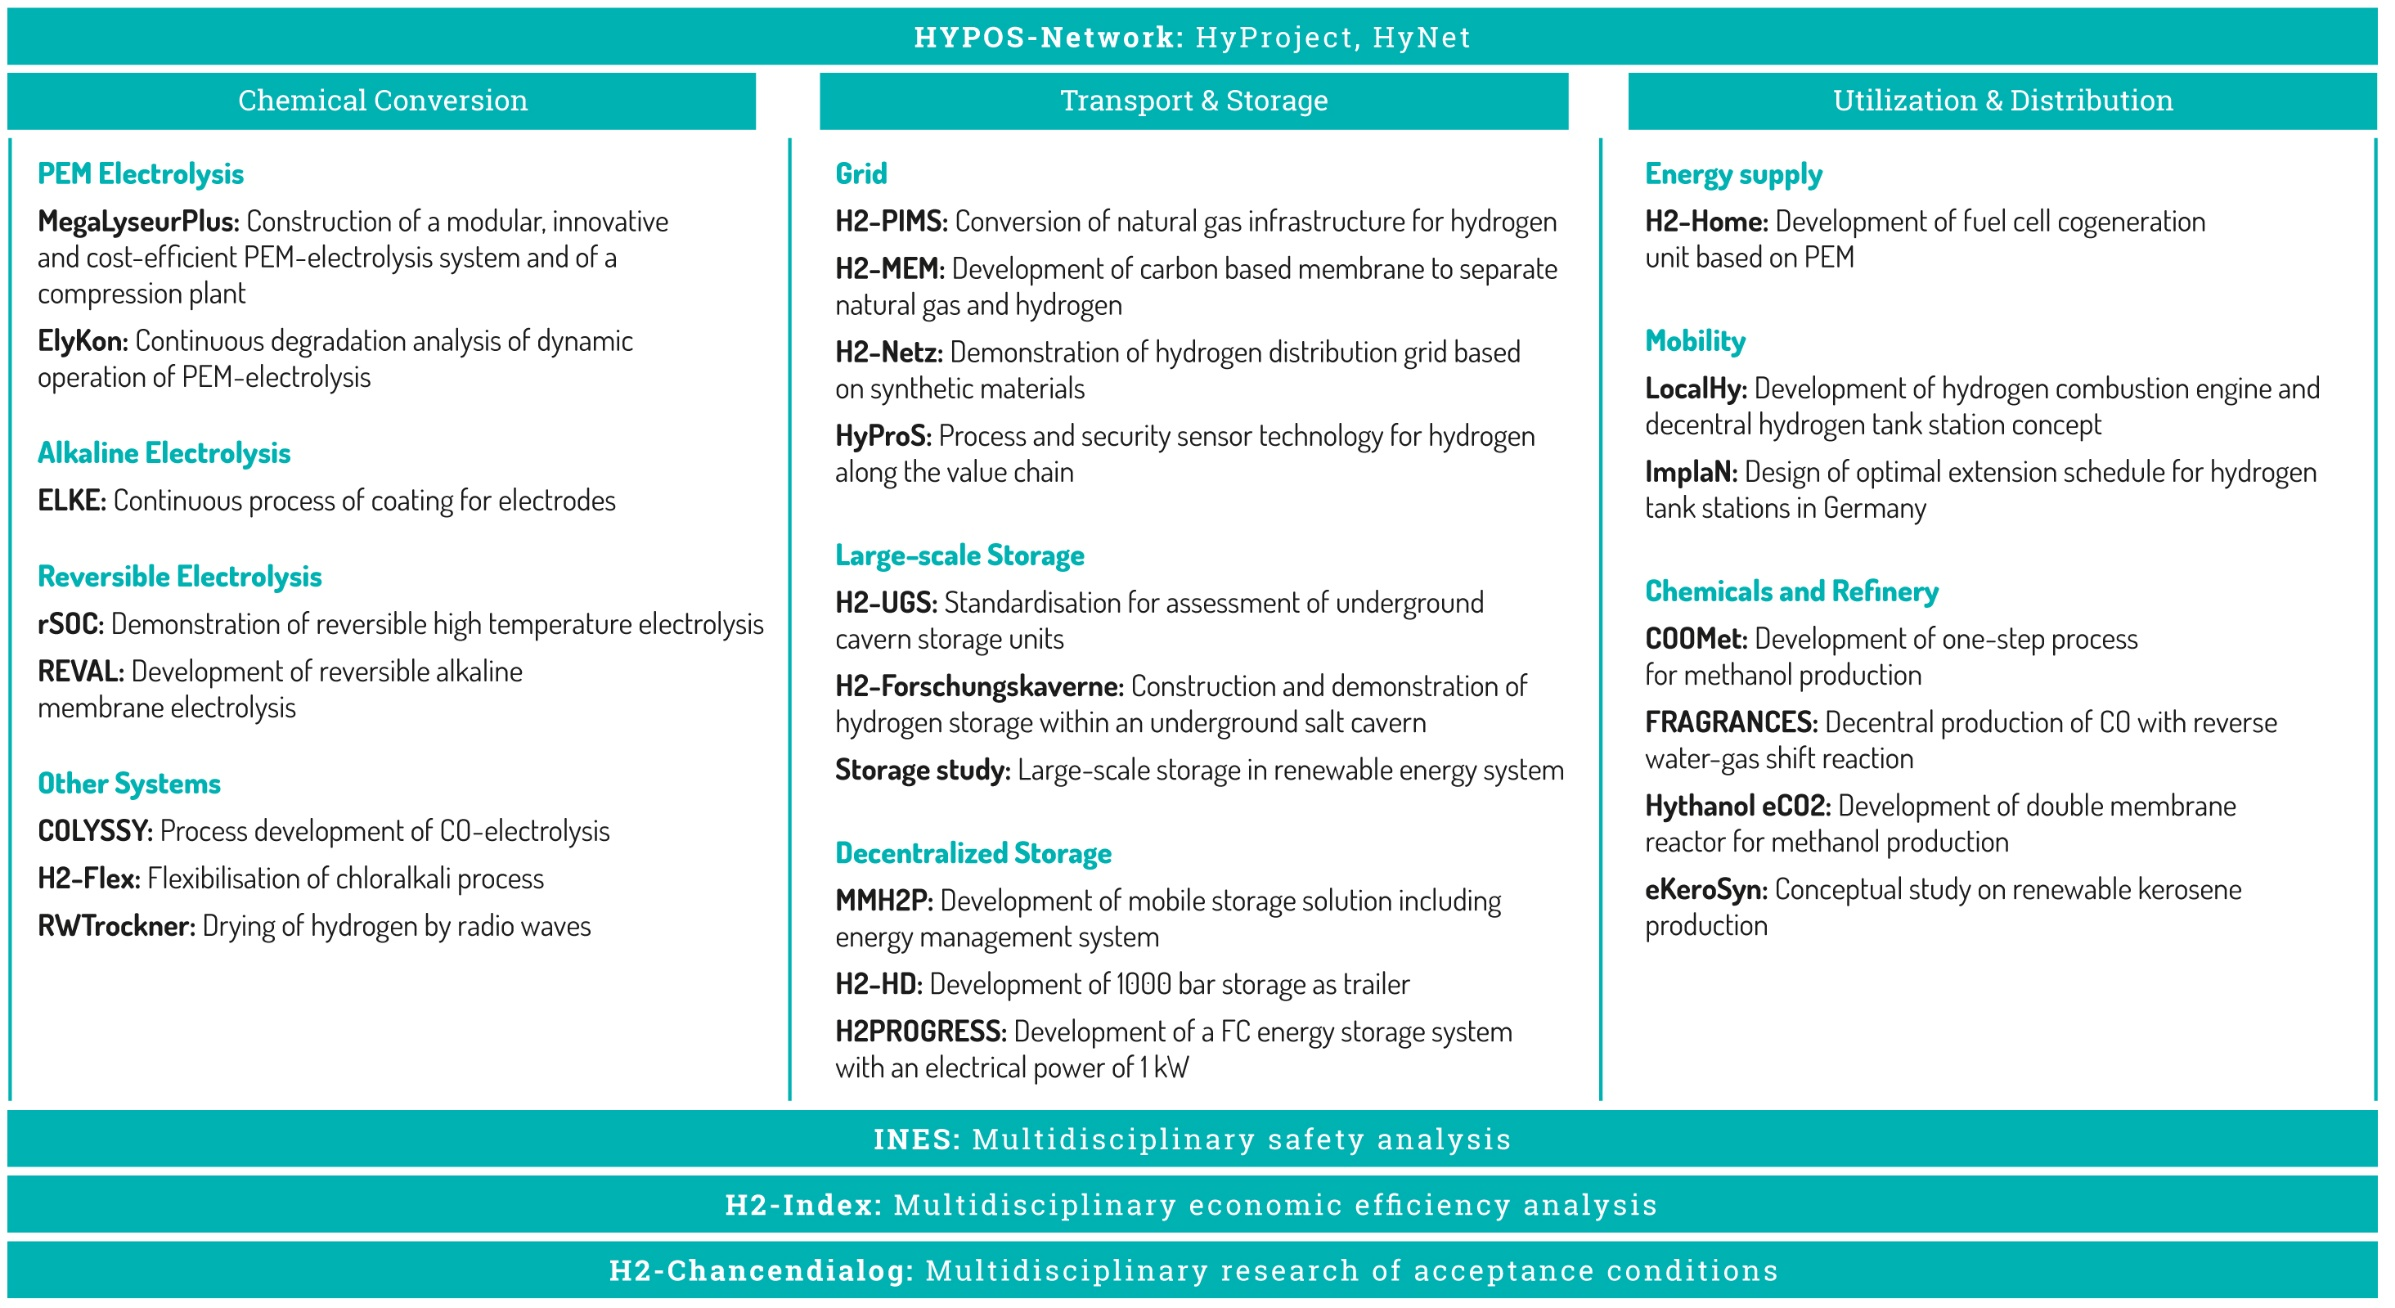 HYPOS-Network: HyProject, HyNet
Chemical Conversion
PEM Electrolysis
MegaLyseurPlus: Construction of a modular, innovative
and cost-efficient PEM-electrolysis system and of a
compression plant
ElyKon: Continuous degradation analysis of dynamic
operation of PEM-electrolysis
Alkaline Electrolysis
ELKE: Continuous process of coating for electrodes
Reversible Electrolysis
rSOC: Demonstration of reversible high temperature electrolysis
REVAL: Development of reversible alkaline
membrane electrolysis
Other Systems
COLYSSY: Process development of CO-electrolysis
H2-Flex: Flexibilisation of chloralkali process
RWTrockner: Drying of hydrogen by radio waves
Transport & Storage
Grid
H2-PIMS: Conversion of natural gas infrastructure for hydrogen
H2-MEM: Development of carbon based membrane to separate
natural gas and hydrogen
H2-Netz: Demonstration of hydrogen distribution grid based
on synthetic materials
HyProS: Process and security sensor technology for hydrogen
along the value chain
Large-scale Storage
H2-UGS: Standardisation for assessment of underground
cavern storage units
H2-Forschungskaverne: Construction and demonstration of
hydrogen storage within an underground salt cavern
Storage study: Large-scale storage in renewable energy system
Decentralized Storage
MMH2P: Development of mobile storage solution including
energy management system
H2-HD: Development of 1000 bar storage as trailer
H2PROGRESS: Development of a FC energy storage system
with an electrical power of 1 kW
Utilization & Distribution
Energy supply
H2-Home: Development of fuel cell cogeneration
unit based on PEM
Mobility
LocalHy: Development of hydrogen combustion engine and
decentral hydrogen tank station concept
ImplaN: Design of optimal extension schedule for hydrogen
tank stations in Germany
Chemicals and Refinery
COOMet: Development of one-step process
for methanol production
FRAGRANCES: Decentral production of CO with reverse
water-gas shift reaction
Hythanol eCO2: Development of double membrane
reactor for methanol production
eKeroSyn: Conceptual study on renewable kerosene
production
INES: Multidisciplinary safety analysis
H2-Index: Multidisciplinary economic efficiency analysis
H2-Chancendialog: Multidisciplinary research of acceptance conditions